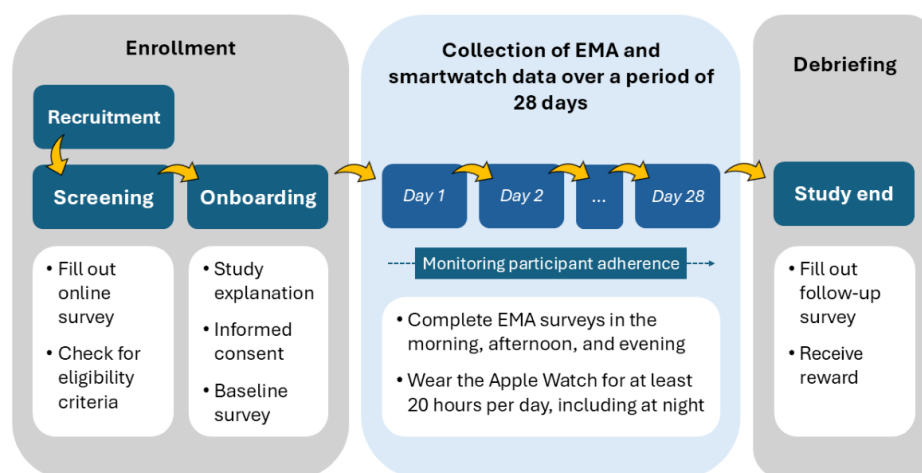 Enrollment
Recruitment
Screening
Onboarding
• Fill out
online
survey
• Check for
eligibility
criteria
• Study
explanation
• Informed
consent
• Baseline
survey
Collection of EMA and
smartwatch data over a period of
28 days
Day 1
Day 2
...
Day 28
Monitoring participant adherence
• Complete EMA surveys in the
morning, afternoon, and evening
• Wear the Apple Watch for at least
20 hours per day, including at night
Debriefing
Study end
• Fill out
follow-up
survey
• Receive
reward